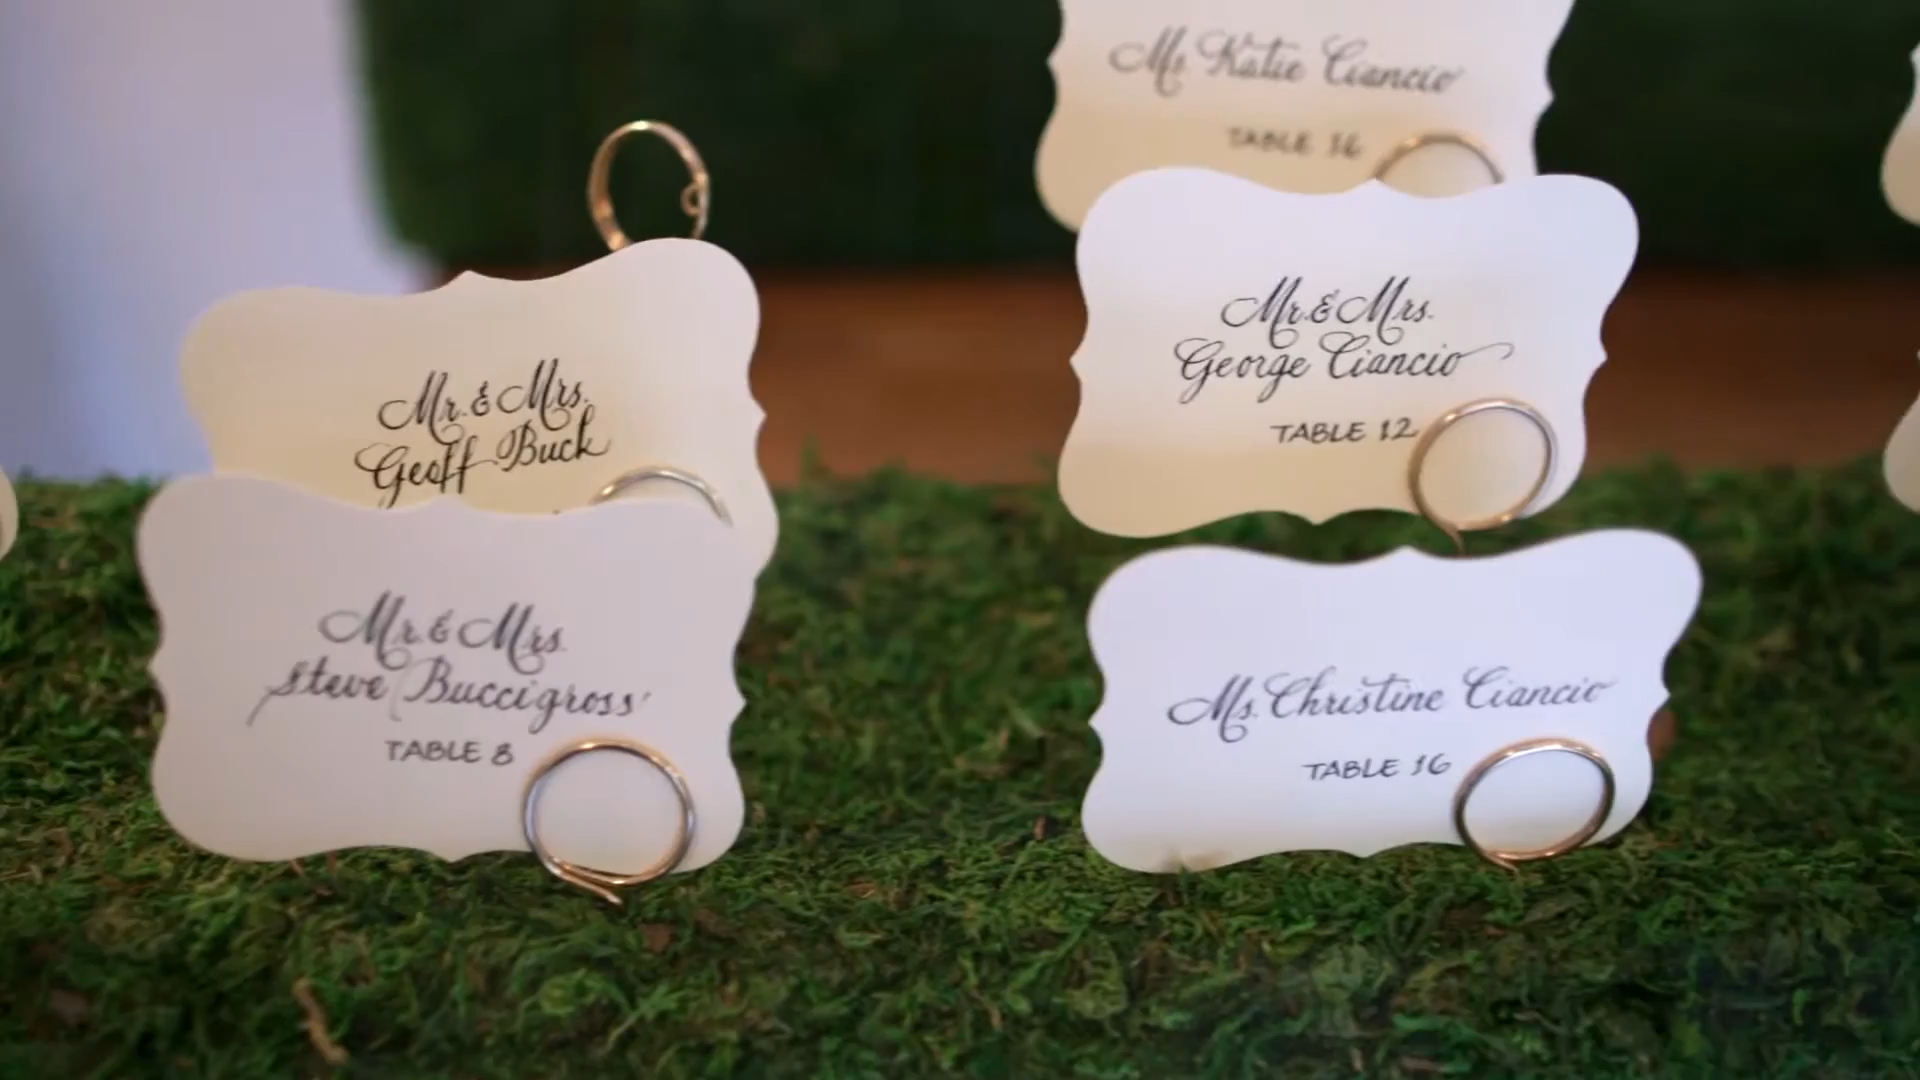 Mr. & Mrs.
Geoff Buck
Mr. & Mrs.
Steve Buccigross
TABLE 8
Ms Katie Ciancio
TABLE 16
Mr. & Mrs.
George Ciancio
TABLE 12
Ms. Christine Ciancio
TABLE 16